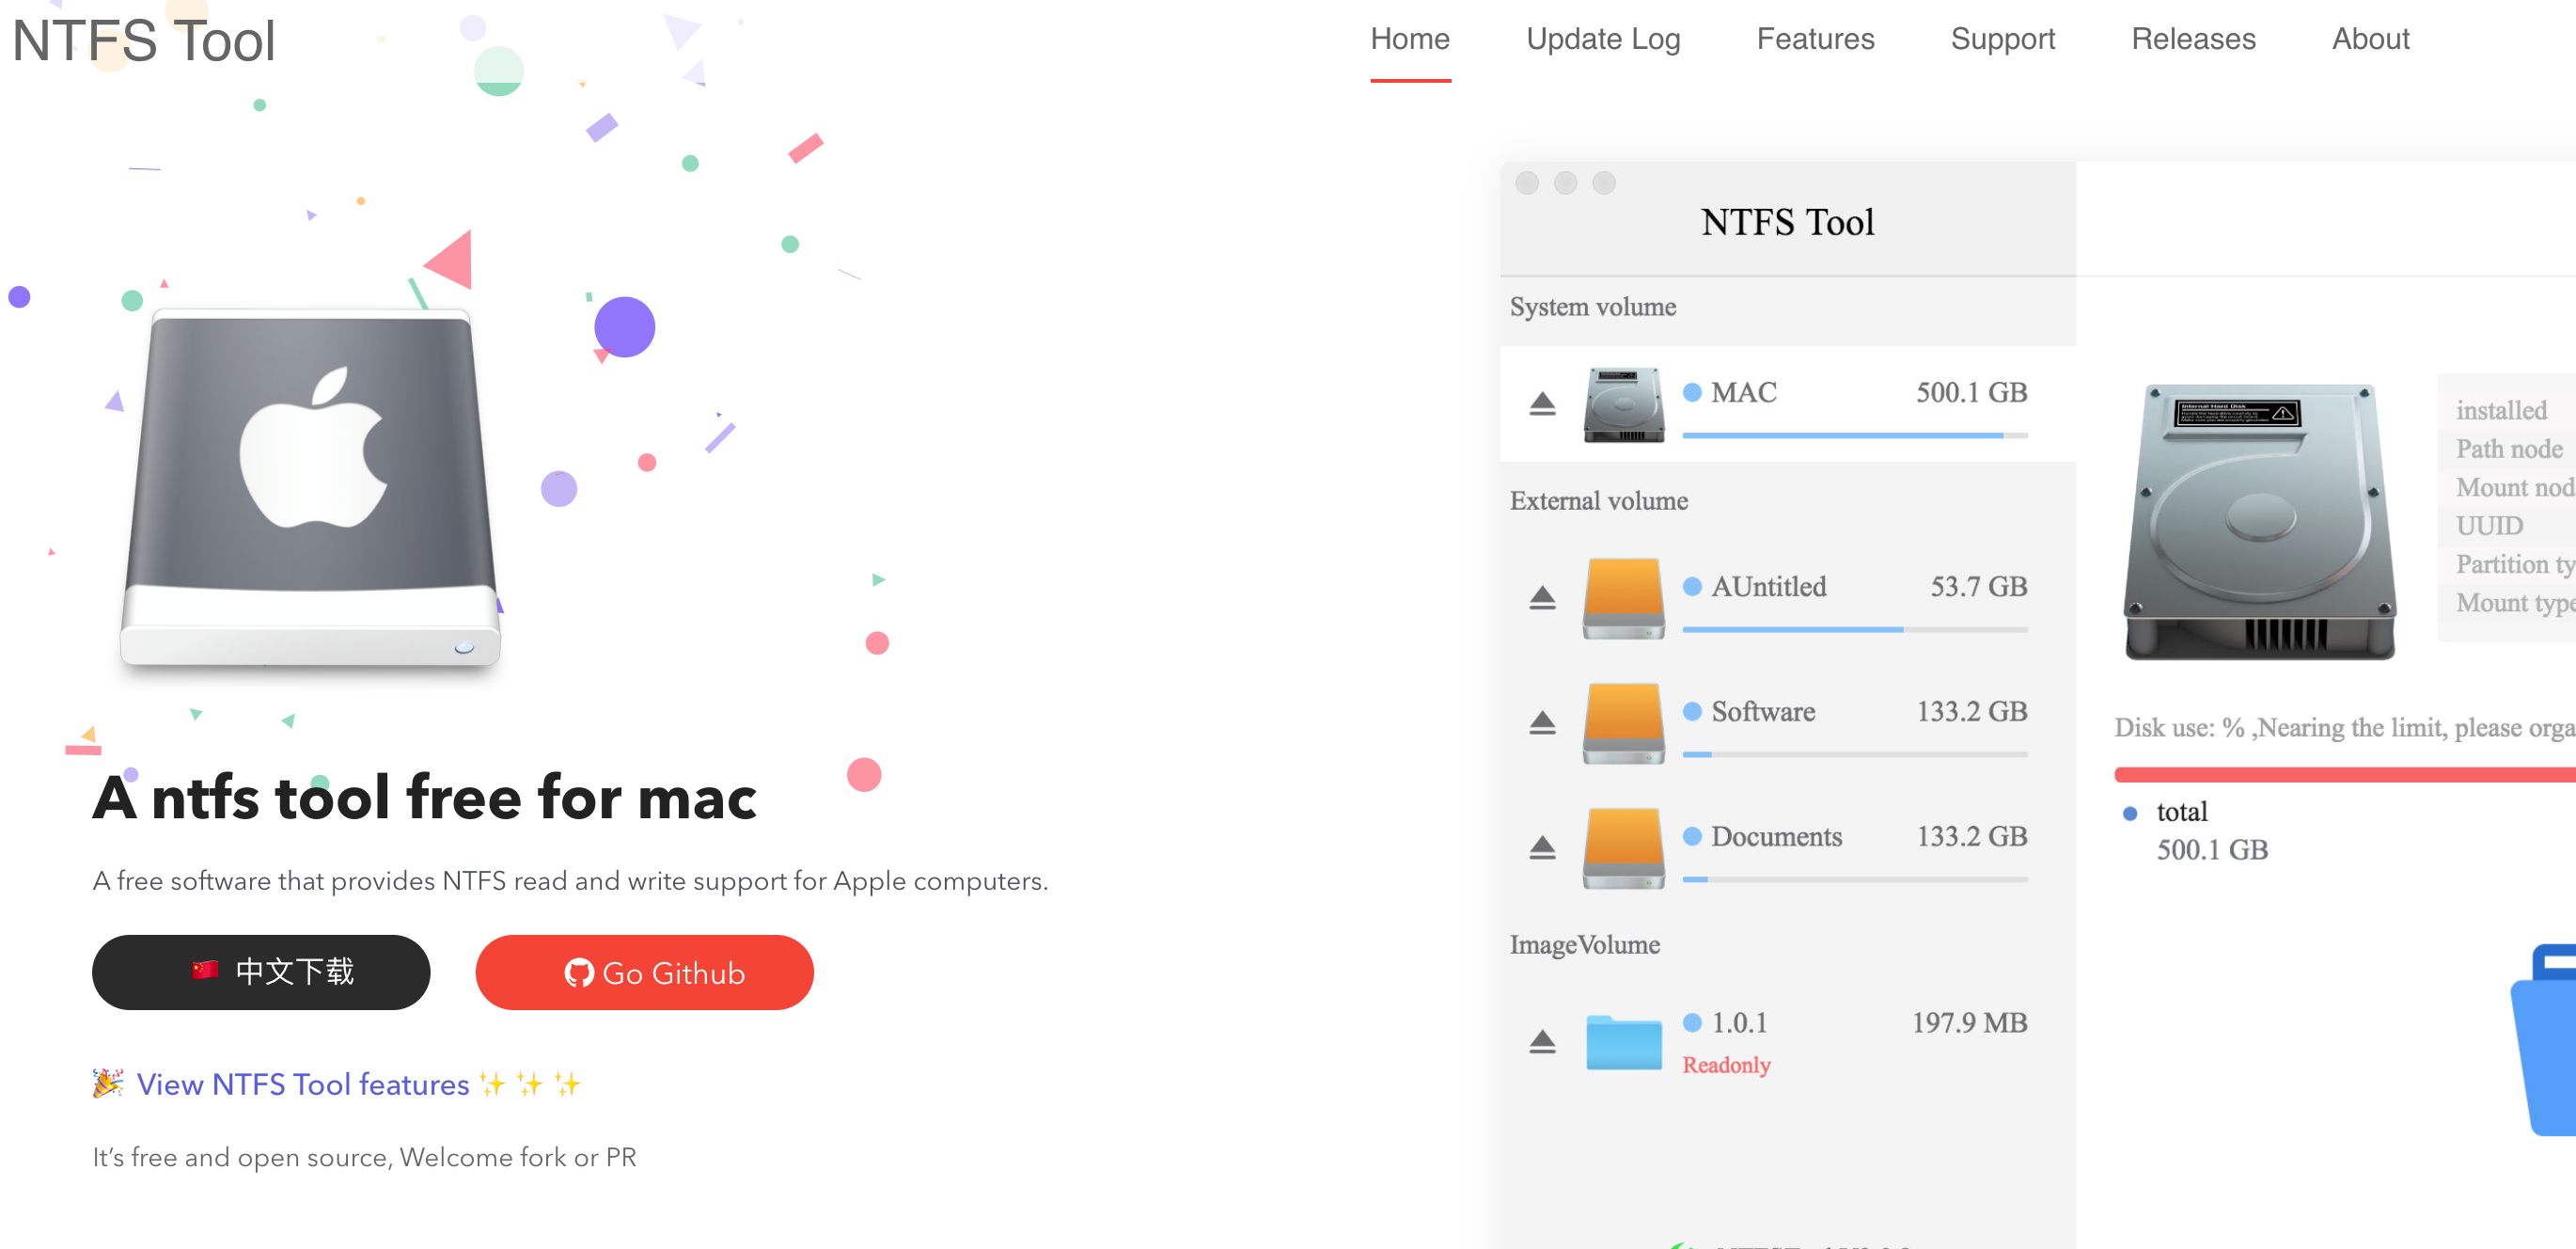 NTFS Tool
Home
Update Log
Features
Support
Releases
About
A ntfs tool free for mac
A free software that provides NTFS read and write support for Apple computers.
中文下载
Go Github
View NTFS Tool features
It's free and open source, Welcome fork or PR
NTFS Tool
System volume
MAC 500.1 GB
External volume
AUntitled 53.7 GB
Software 133.2 GB
Documents 133.2 GB
ImageVolume
1.0.1 197.9 MB
Readonly
Internal Hard Disk
installed
Path node
Mount nod
UUID
Partition ty
Mount type
Disk use: % ,Nearing the limit, please orga
total
500.1 GB